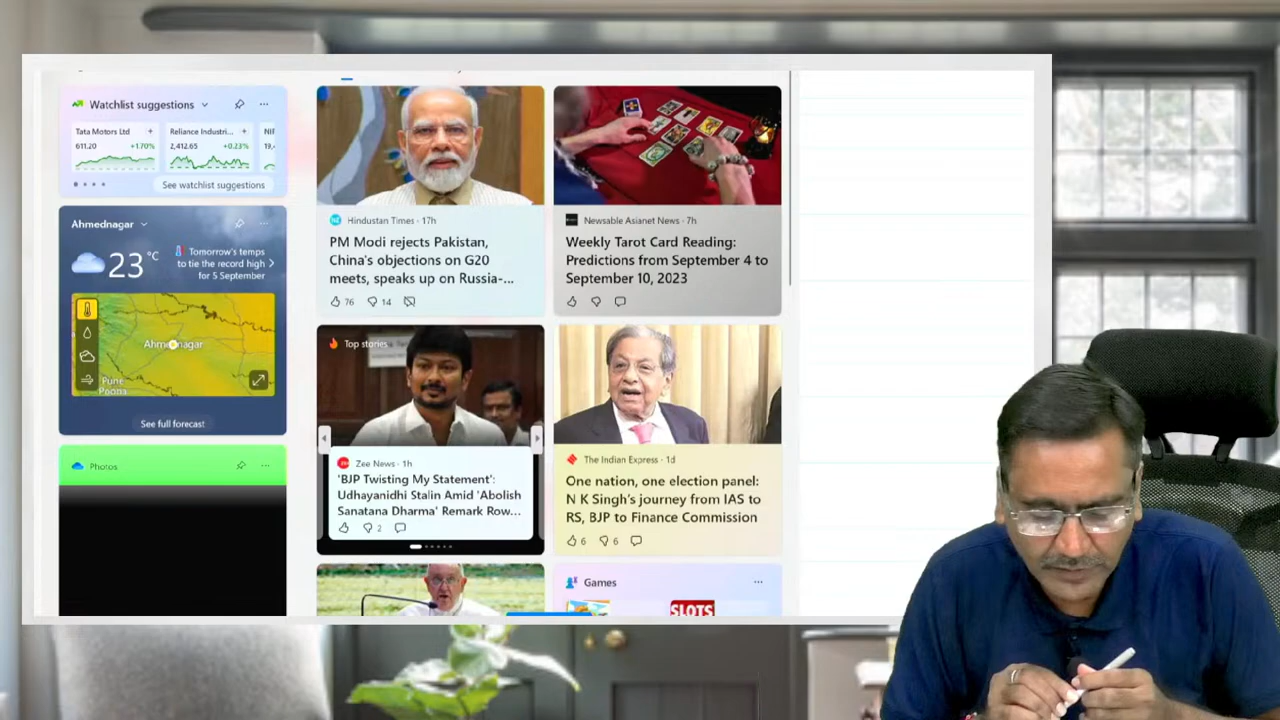 Watchlist suggestions
Tata Motors Ltd +
611.20 +1.70%
Reliance Industri... +
2,412.65 +0.23%
NIF
19,4
See watchlist suggestions
Ahmednagar
23 °C
Tomorrow's temps
to tie the record high
for 5 September
Ahmednagar
Pune
Poona
See full forecast
Photos
Hindustan Times · 17h
PM Modi rejects Pakistan,
China's objections on G20
meets, speaks up on Russia-...
76 14
Newsable Asianet News · 7h
Weekly Tarot Card Reading:
Predictions from September 4 to
September 10, 2023
Top stories
Zee News · 1h
'BJP Twisting My Statement':
Udhayanidhi Stalin Amid 'Abolish
Sanatana Dharma' Remark Row...
2
The Indian Express · 1d
One nation, one election panel:
N K Singh's journey from IAS to
RS, BJP to Finance Commission
6 6
Games
SLOTS